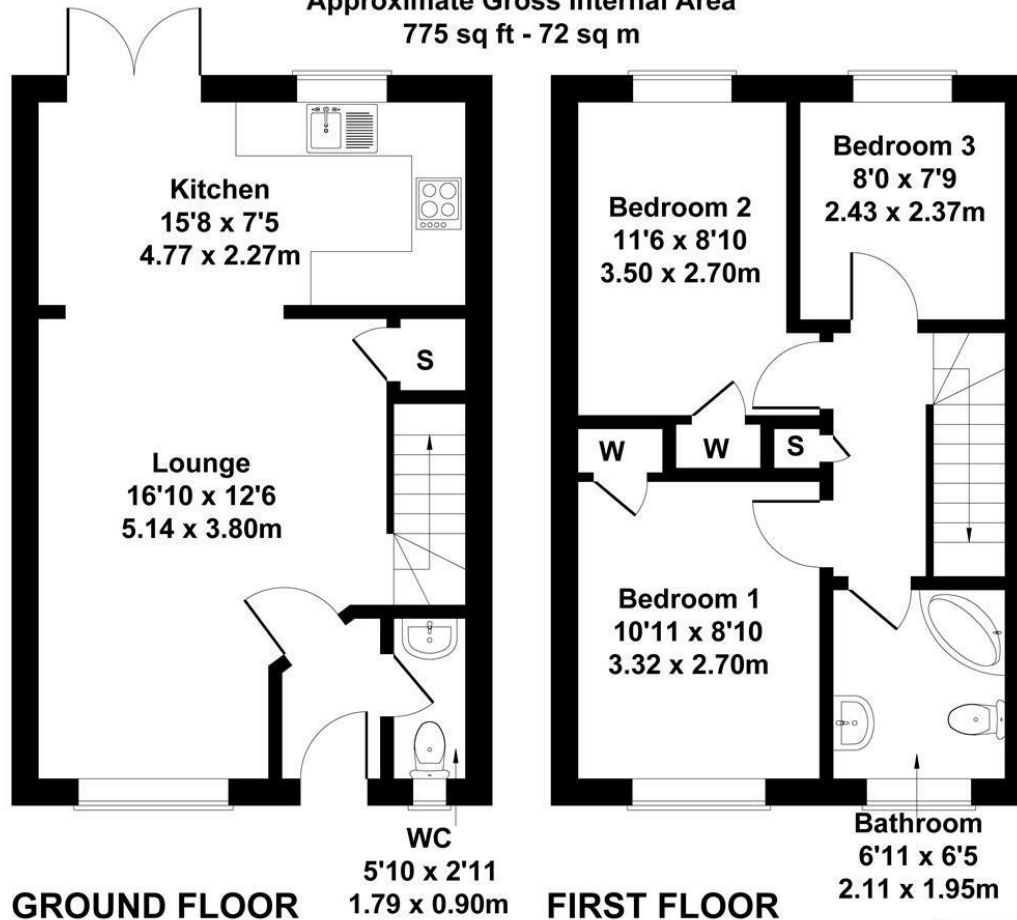 Approximate Gross Internal Area
775 sq ft - 72 sq m
Kitchen
15'8 x 7'5
4.77 x 2.27m
S
Lounge
16'10 x 12'6
5.14 x 3.80m
WC
5'10 x 2'11
1.79 x 0.90m
GROUND FLOOR
Bedroom 3
8'0 x 7'9
2.43 x 2.37m
Bedroom 2
11'6 x 8'10
3.50 x 2.70m
W
W
S
Bedroom 1
10'11 x 8'10
3.32 x 2.70m
Bathroom
6'11 x 6'5
2.11 x 1.95m
FIRST FLOOR